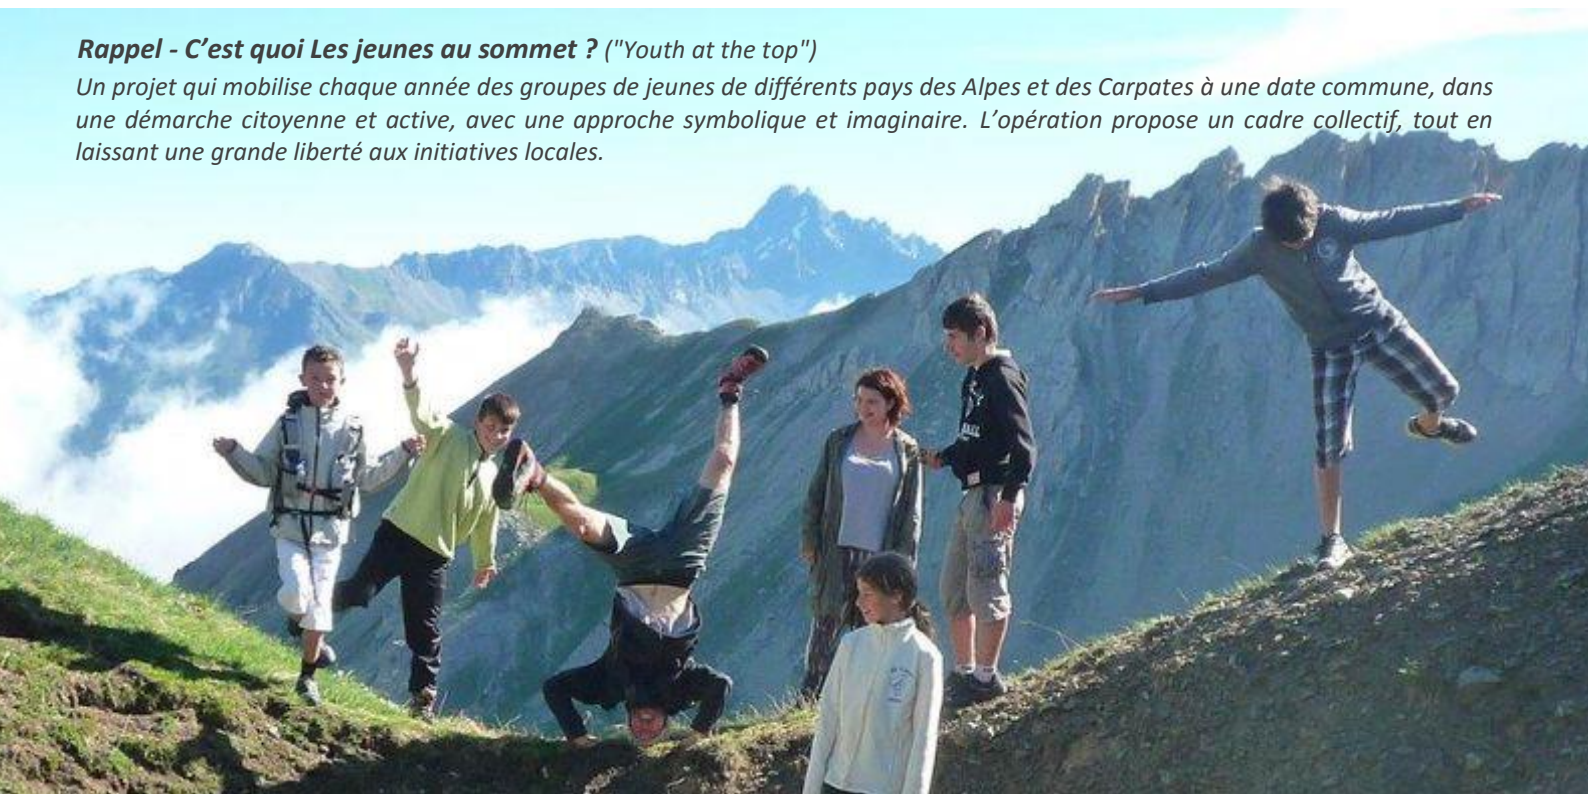 Rappel - C’est quoi Les jeunes au sommet ? ("Youth at the top")
Un projet qui mobilise chaque année des groupes de jeunes de différents pays des Alpes et des Carpates à une date commune, dans
une démarche citoyenne et active, avec une approche symbolique et imaginaire. L’opération propose un cadre collectif, tout en
laissant une grande liberté aux initiatives locales.